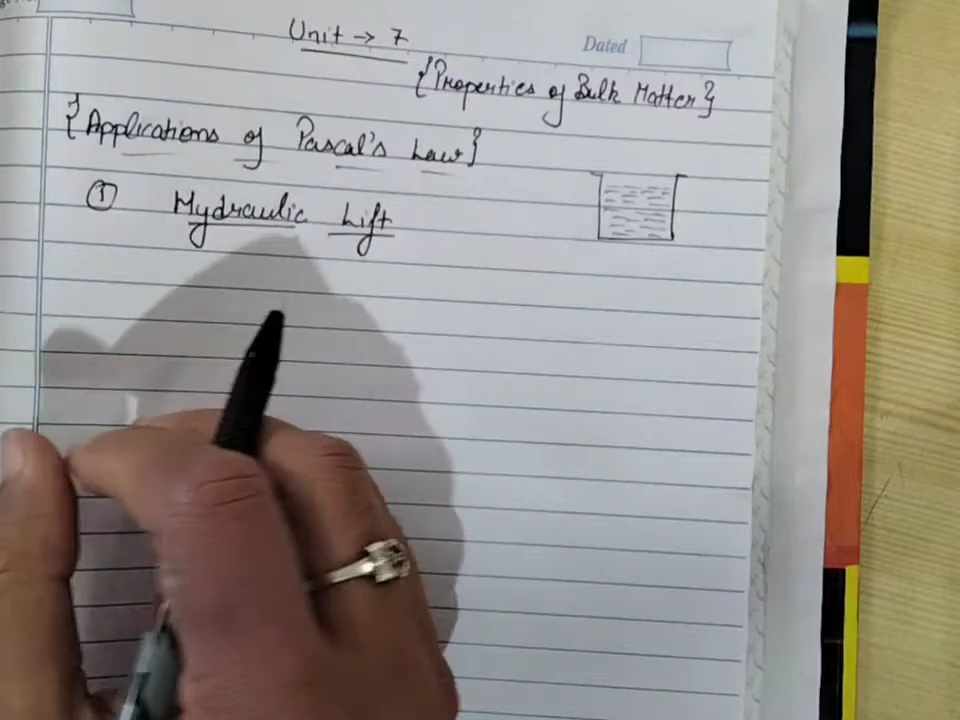 Unit → 7
Dated
{Properties of Bulk Matter}
{Applications of Pascal's Law}
① Hydraulic Lift